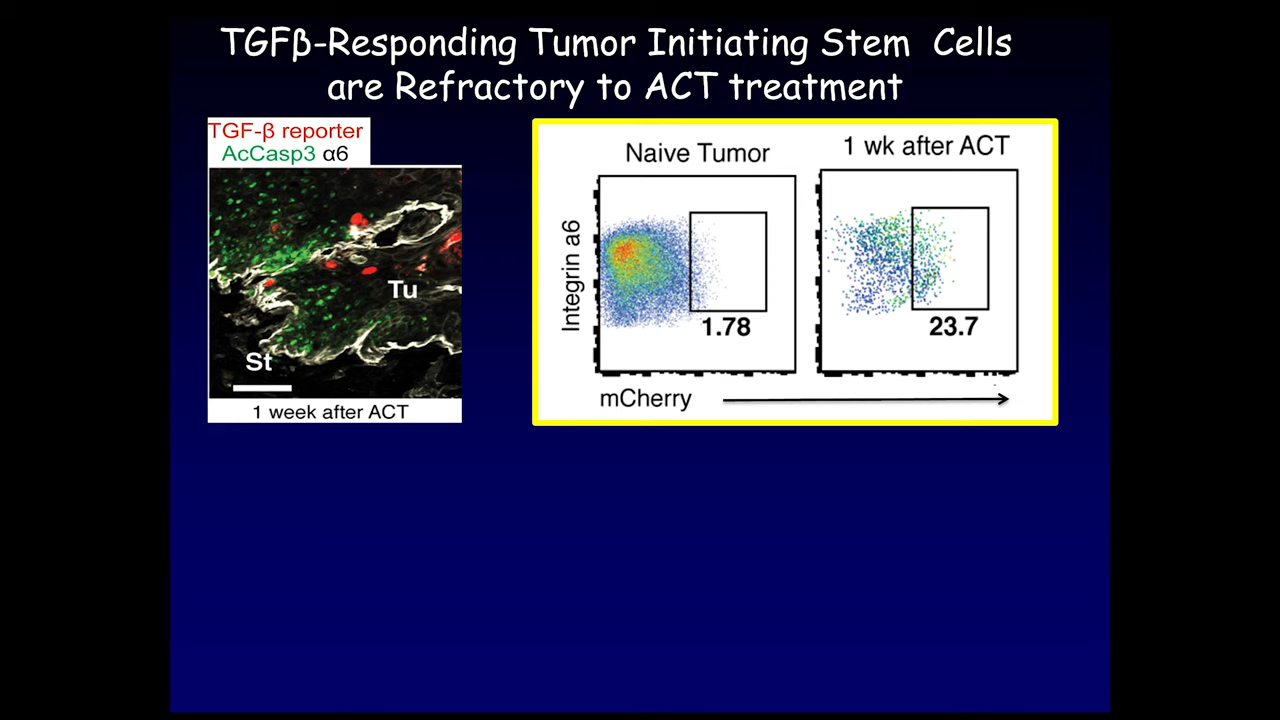 TGFβ-Responding Tumor Initiating Stem Cells
are Refractory to ACT treatment
TGF-β reporter
AcCasp3 α6
Tu
St
1 week after ACT
Naive Tumor
1 wk after ACT
Integrin a6
1.78
23.7
mCherry